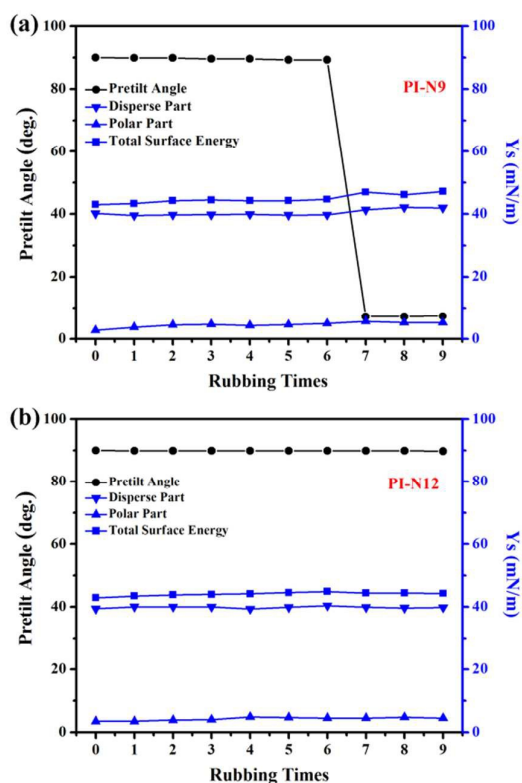 (a)
100
80
60
40
20
0
Pretilt Angle (deg.)
Pretilt Angle
Disperse Part
Polar Part
Total Surface Energy
PI-N9
100
80
60
40
20
0
Ys (mN/m)
0 1 2 3 4 5 6 7 8 9
Rubbing Times
(b)
100
80
60
40
20
0
Pretilt Angle (deg.)
Pretilt Angle
Disperse Part
Polar Part
Total Surface Energy
PI-N12
100
80
60
40
20
0
Ys (mN/m)
0 1 2 3 4 5 6 7 8 9
Rubbing Times